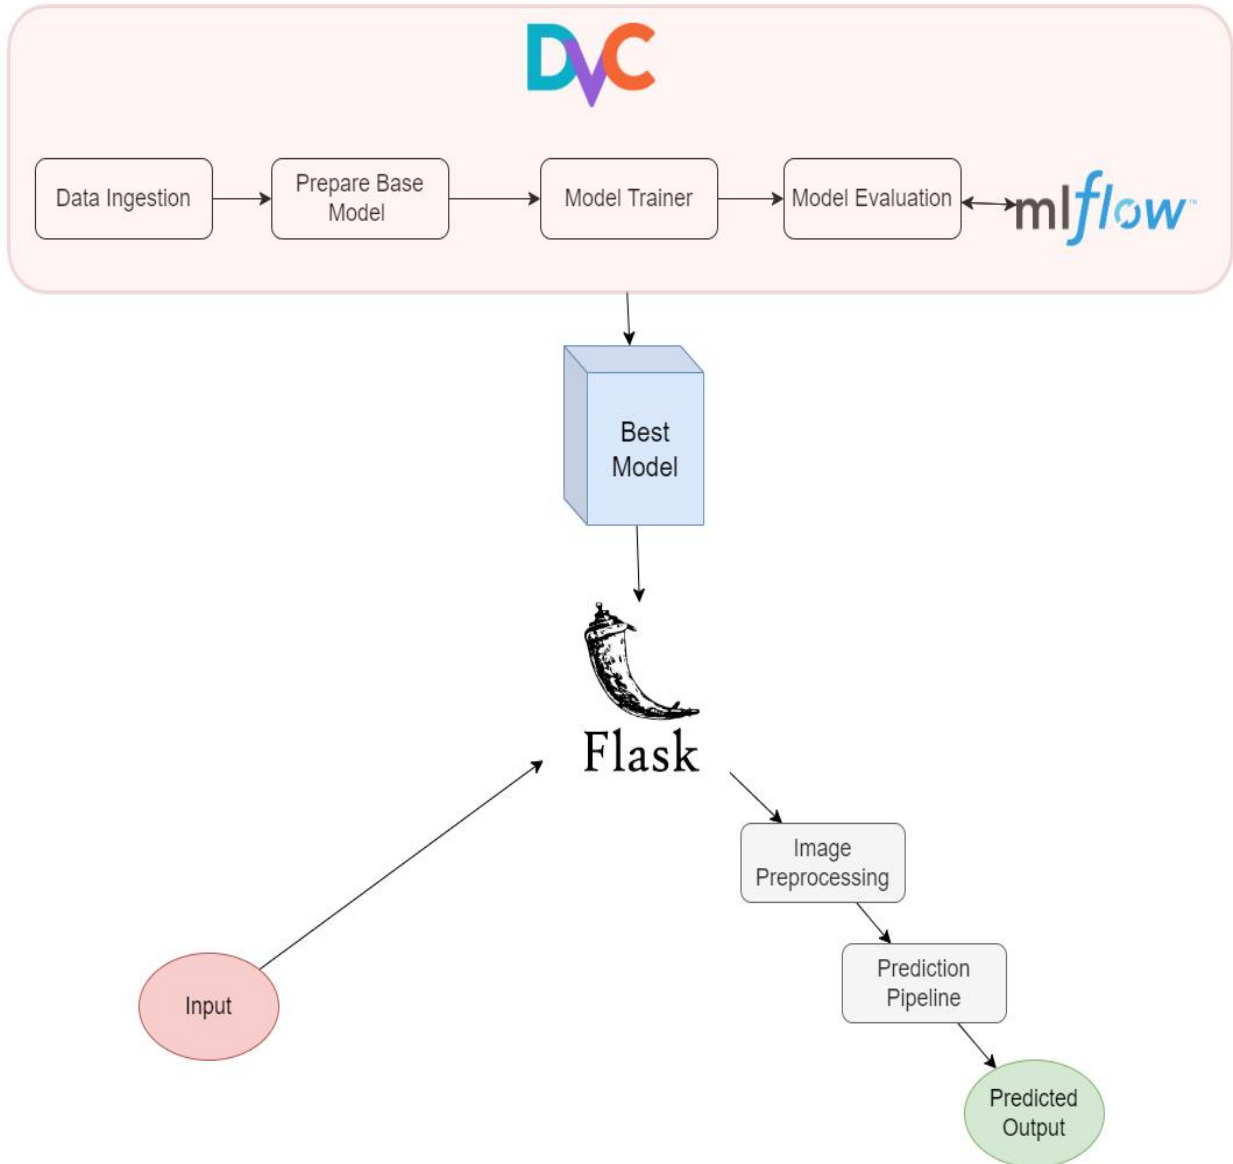 DVC
Data Ingestion
Prepare Base
Model
Model Trainer
Model Evaluation
mlflow™
Best
Model
Flask
Image
Preprocessing
Prediction
Pipeline
Input
Predicted
Output